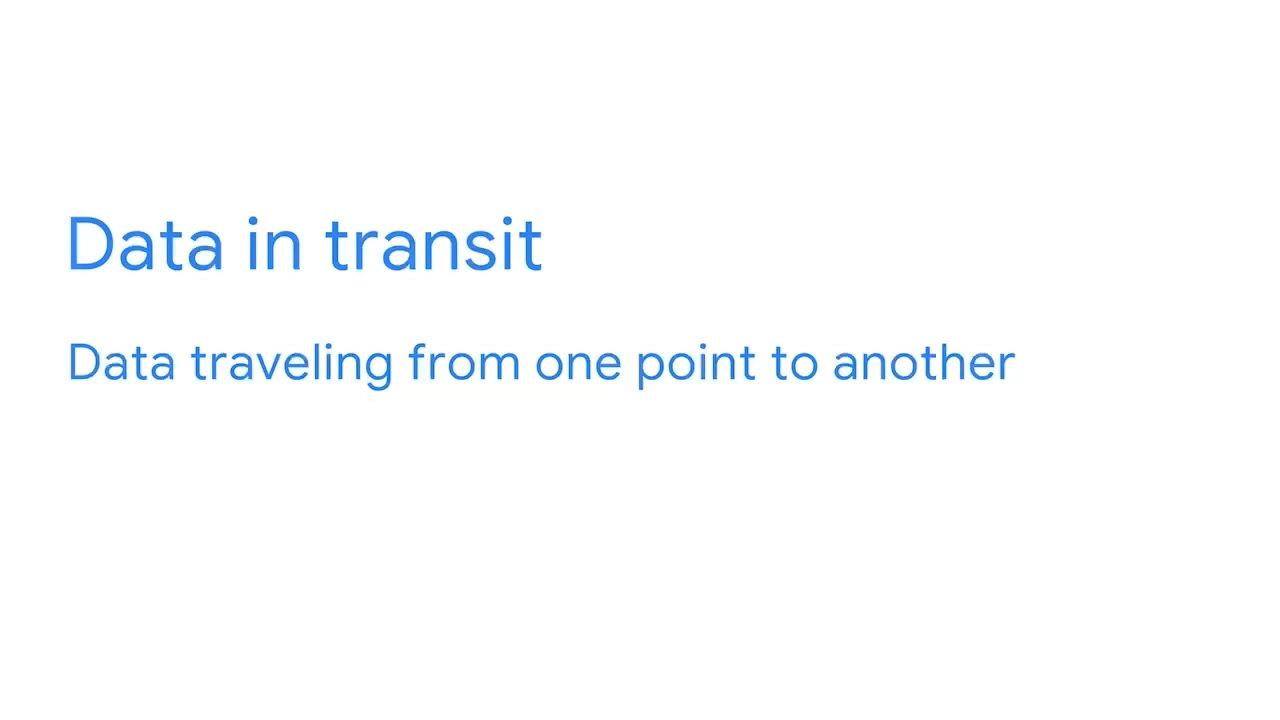 Data in transit
Data traveling from one point to another